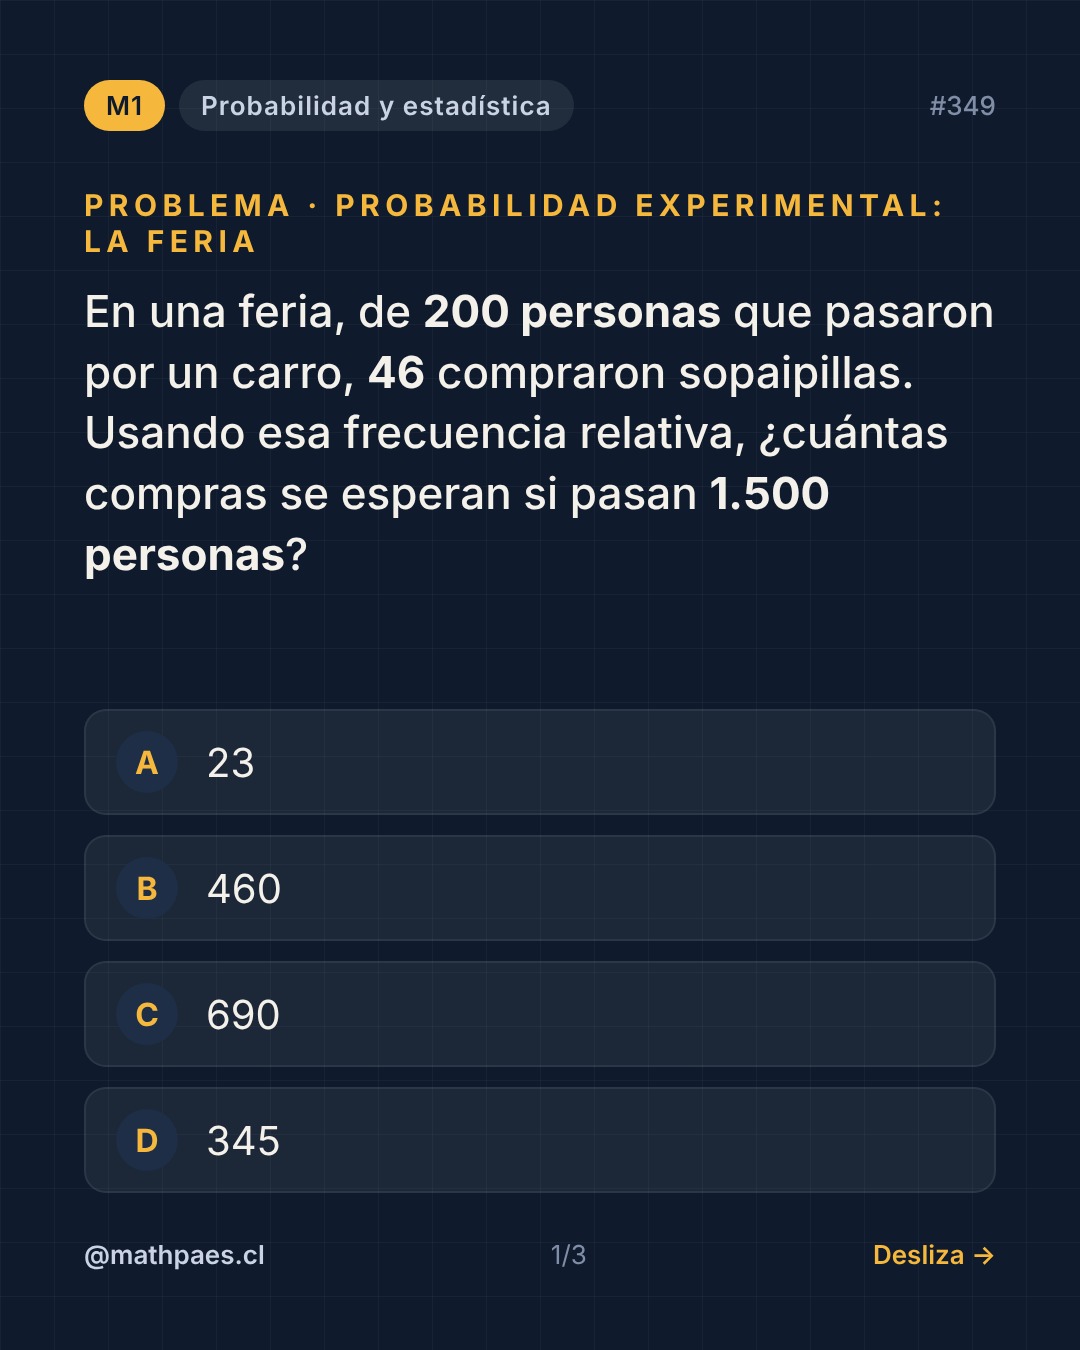 M1 Probabilidad y estadística #349
PROBLEMA · PROBABILIDAD EXPERIMENTAL:
LA FERIA
En una feria, de 200 personas que pasaron
por un carro, 46 compraron sopaipillas.
Usando esa frecuencia relativa, ¿cuántas
compras se esperan si pasan 1.500
personas?
A 23
B 460
C 690
D 345
@mathpaes.cl 1/3 Desliza →